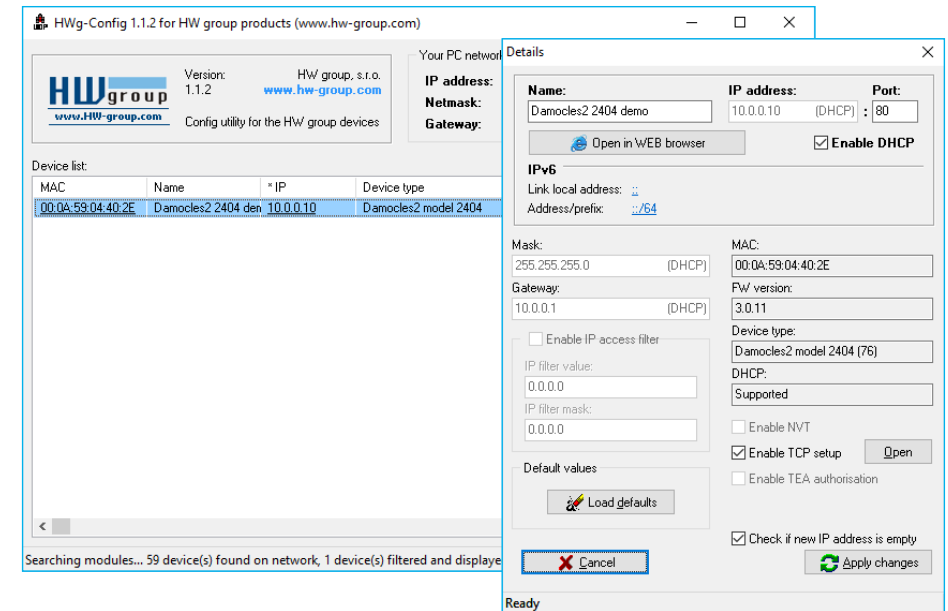 HWg-Config 1.1.2 for HW group products (www.hw-group.com)
HWgroup
www.HW-group.com
Version: HW group, s.r.o.
1.1.2 www.hw-group.com
Config utility for the HW group devices
Your PC network
IP address:
Netmask:
Gateway:
Device list:
MAC Name * IP Device type
00:0A:59:04:40:2E Damocles2 2404 den 10.0.0.10 Damocles2 model 2404
Searching modules... 59 device(s) found on network, 1 device(s) filtered and displaye
Details
Name: IP address: Port:
Damocles2 2404 demo 10.0.0.10 (DHCP) : 80
Open in WEB browser Enable DHCP
IPv6
Link local address: ::
Address/prefix: ::/64
Mask: MAC:
255.255.255.0 (DHCP) 00:0A:59:04:40:2E
Gateway: FW version:
10.0.0.1 (DHCP) 3.0.11
Enable IP access filter Device type:
Damocles2 model 2404 (76)
IP filter value: DHCP:
0.0.0.0 Supported
IP filter mask:
0.0.0.0 Enable NVT
Enable TCP setup Open
Default values Enable TEA authorisation
Load defaults
Check if new IP address is empty
Cancel Apply changes
Ready